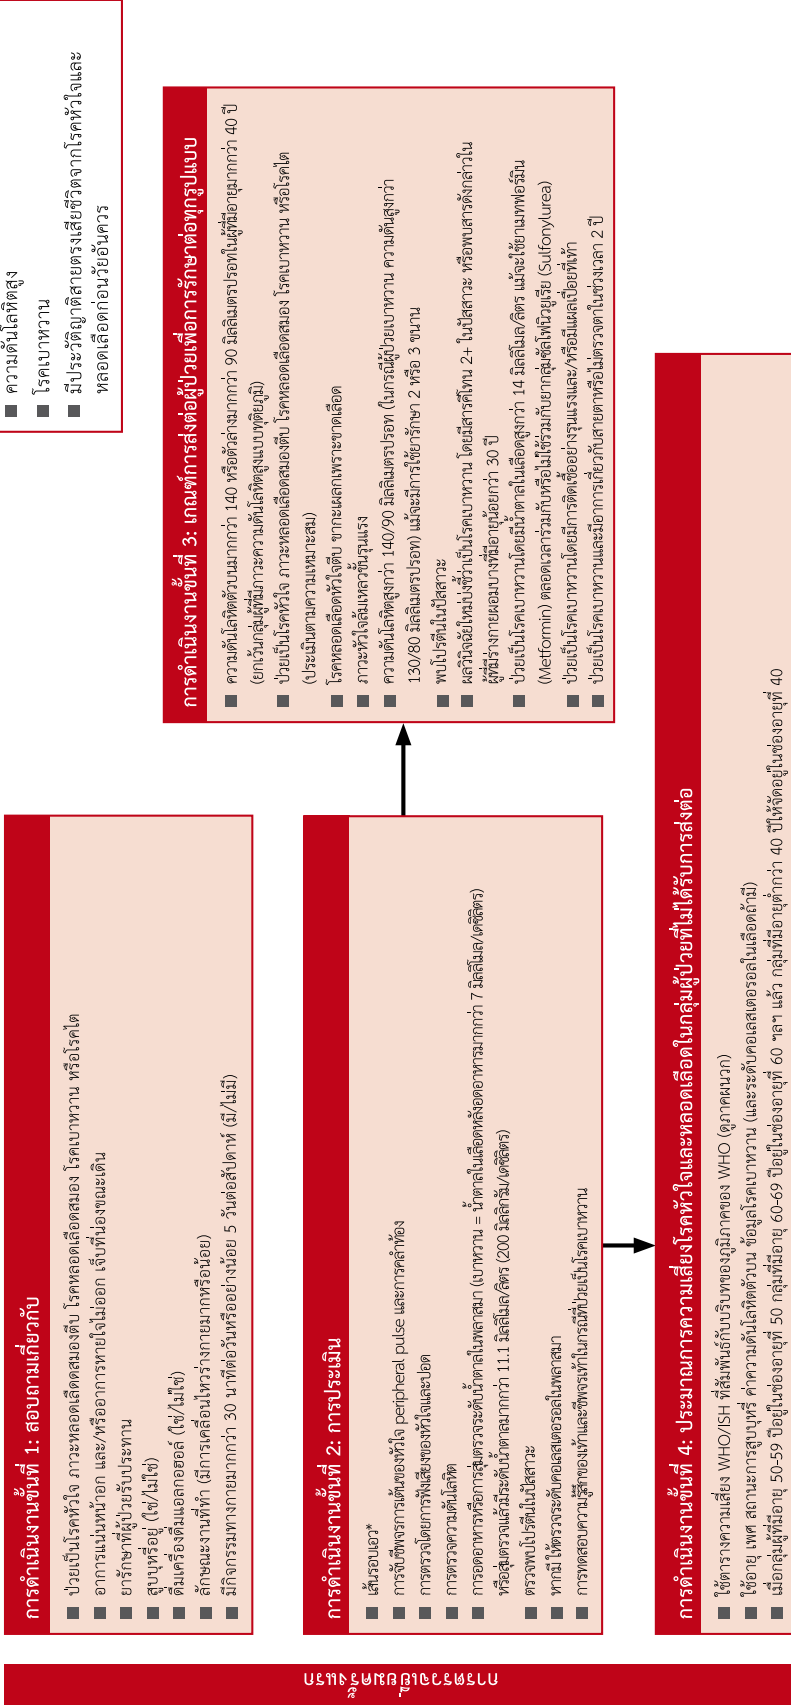 ความดันโลหิตสูง
โรคเบาหวาน
มีประวัติญาติสายตรงเสียชีวิตจากโรคหัวใจและ
หลอดเลือดก่อนวัยอันควร
การตรวจเยี่ยมครั้งแรก
การดำเนินงานขั้นที่ 1: สอบถามเกี่ยวกับ
ป่วยเป็นโรคหัวใจ ภาวะหลอดเลือดสมองตีบ โรคหลอดเลือดสมอง โรคเบาหวาน หรือโรคไต
อาการแน่นหน้าอก และ/หรืออาการหายใจไม่ออก เจ็บที่น่องขณะเดิน
ยารักษาที่ผู้ป่วยรับประทาน
สูบบุหรี่อยู่ (ใช่/ไม่ใช่)
ดื่มเครื่องดื่มแอลกอฮอล์ (ใช่/ไม่ใช่)
ลักษณะงานที่ทำ (มีการเคลื่อนไหวร่างกายมากหรือน้อย)
มีกิจกรรมทางกายมากกว่า 30 นาทีต่อวันหรืออย่างน้อย 5 วันต่อสัปดาห์ (มี/ไม่มี)
การดำเนินงานขั้นที่ 2: การประเมิน
เส้นรอบเอว*
การจับชีพจรการเต้นของหัวใจ peripheral pulse และการคลำท้อง
การตรวจโดยการฟังเสียงของหัวใจและปอด
การตรวจความดันโลหิต
การอดอาหารหรือการสุ่มตรวจระดับน้ำตาลในพลาสมา (เบาหวาน = น้ำตาลในเลือดหลังอดอาหารมากกว่า 7 มิลลิโมล/เดซิลิตร)
หรือสุ่มตรวจแล้วมีระดับน้ำตาลมากกว่า 11.1 มิลลิโมล/ลิตร (200 มิลลิกรัม/เดซิลิตร)
ตรวจพบโปรตีนในปัสสาวะ
หากมีให้ตรวจระดับคอเลสเตอรอลในพลาสมา
การทดสอบความรู้สึกของเท้าและชีพจรเท้าในกรณีที่ป่วยเป็นโรคเบาหวาน
การดำเนินงานขั้นที่ 3: เกณฑ์การส่งต่อผู้ป่วยเพื่อการรักษาต่อทุกรูปแบบ
ความดันโลหิตตัวบนมากกว่า 140 หรือตัวล่างมากกว่า 90 มิลลิเมตรปรอทในผู้ที่มีอายุมากกว่า 40 ปี
(ยกเว้นกลุ่มผู้ที่มีภาวะความดันโลหิตสูงแบบทุติยภูมิ)
ป่วยเป็นโรคหัวใจ ภาวะหลอดเลือดสมองตีบ โรคหลอดเลือดสมอง โรคเบาหวาน หรือโรคไต
(ประเมินตามความเหมาะสม)
โรคหลอดเลือดหัวใจตีบ ขากะเผลกเพราะขาดเลือด
ภาวะหัวใจล้มเหลวขั้นรุนแรง
ความดันโลหิตสูงกว่า 140/90 มิลลิเมตรปรอท (ในกรณีผู้ป่วยเบาหวาน ความดันสูงกว่า
130/80 มิลลิเมตรปรอท) แม้จะมีการใช้ยารักษา 2 หรือ 3 ขนาน
พบโปรตีนในปัสสาวะ
ผลวินิจฉัยใหม่บ่งชี้ว่าเป็นโรคเบาหวาน โดยมีสารคีโทน 2+ ในปัสสาวะ หรือพบสารดังกล่าวใน
ผู้ที่มีร่างกายผอมบางที่มีอายุน้อยกว่า 30 ปี
ป่วยเป็นโรคเบาหวานโดยมีน้ำตาลในเลือดสูงกว่า 14 มิลลิโมล/ลิตร แม้จะใช้ยาเมทฟอร์มิน
(Metformin) ตลอดเวลาร่วมกับหรือไม่ใช้ร่วมกับยากลุ่มซัลโฟนิวยูเรีย (Sulfonylurea)
ป่วยเป็นโรคเบาหวานโดยมีการติดเชื้ออย่างรุนแรงและ/หรือมีแผลเปื่อยที่เท้า
ป่วยเป็นโรคเบาหวานและมีอาการเกี่ยวกับสายตาหรือไม่ตรวจตาในช่วงเวลา 2 ปี
การดำเนินงานขั้นที่ 4: ประมาณการความเสี่ยงโรคหัวใจและหลอดเลือดในกลุ่มผู้ป่วยที่ไม่ได้รับการส่งต่อ
ใช้ตารางความเสี่ยง WHO/ISH ที่สัมพันธ์กับบริบทของภูมิภาคของ WHO (ดูภาคผนวก)
ใช้อายุ เพศ สถานะการสูบบุหรี่ ค่าความดันโลหิตตัวบน ข้อมูลโรคเบาหวาน (และระดับคอเลสเตอรอลในเลือดถ้ามี)
เมื่อกลุ่มผู้ที่มีอายุ 50-59 ปีอยู่ในช่องอายุที่ 50 กลุ่มที่มีอายุ 60-69 ปีอยู่ในช่องอายุที่ 60 ฯลฯ แล้ว กลุ่มที่มีอายุต่ำกว่า 40 ปีให้จัดอยู่ในช่องอายุที่ 40